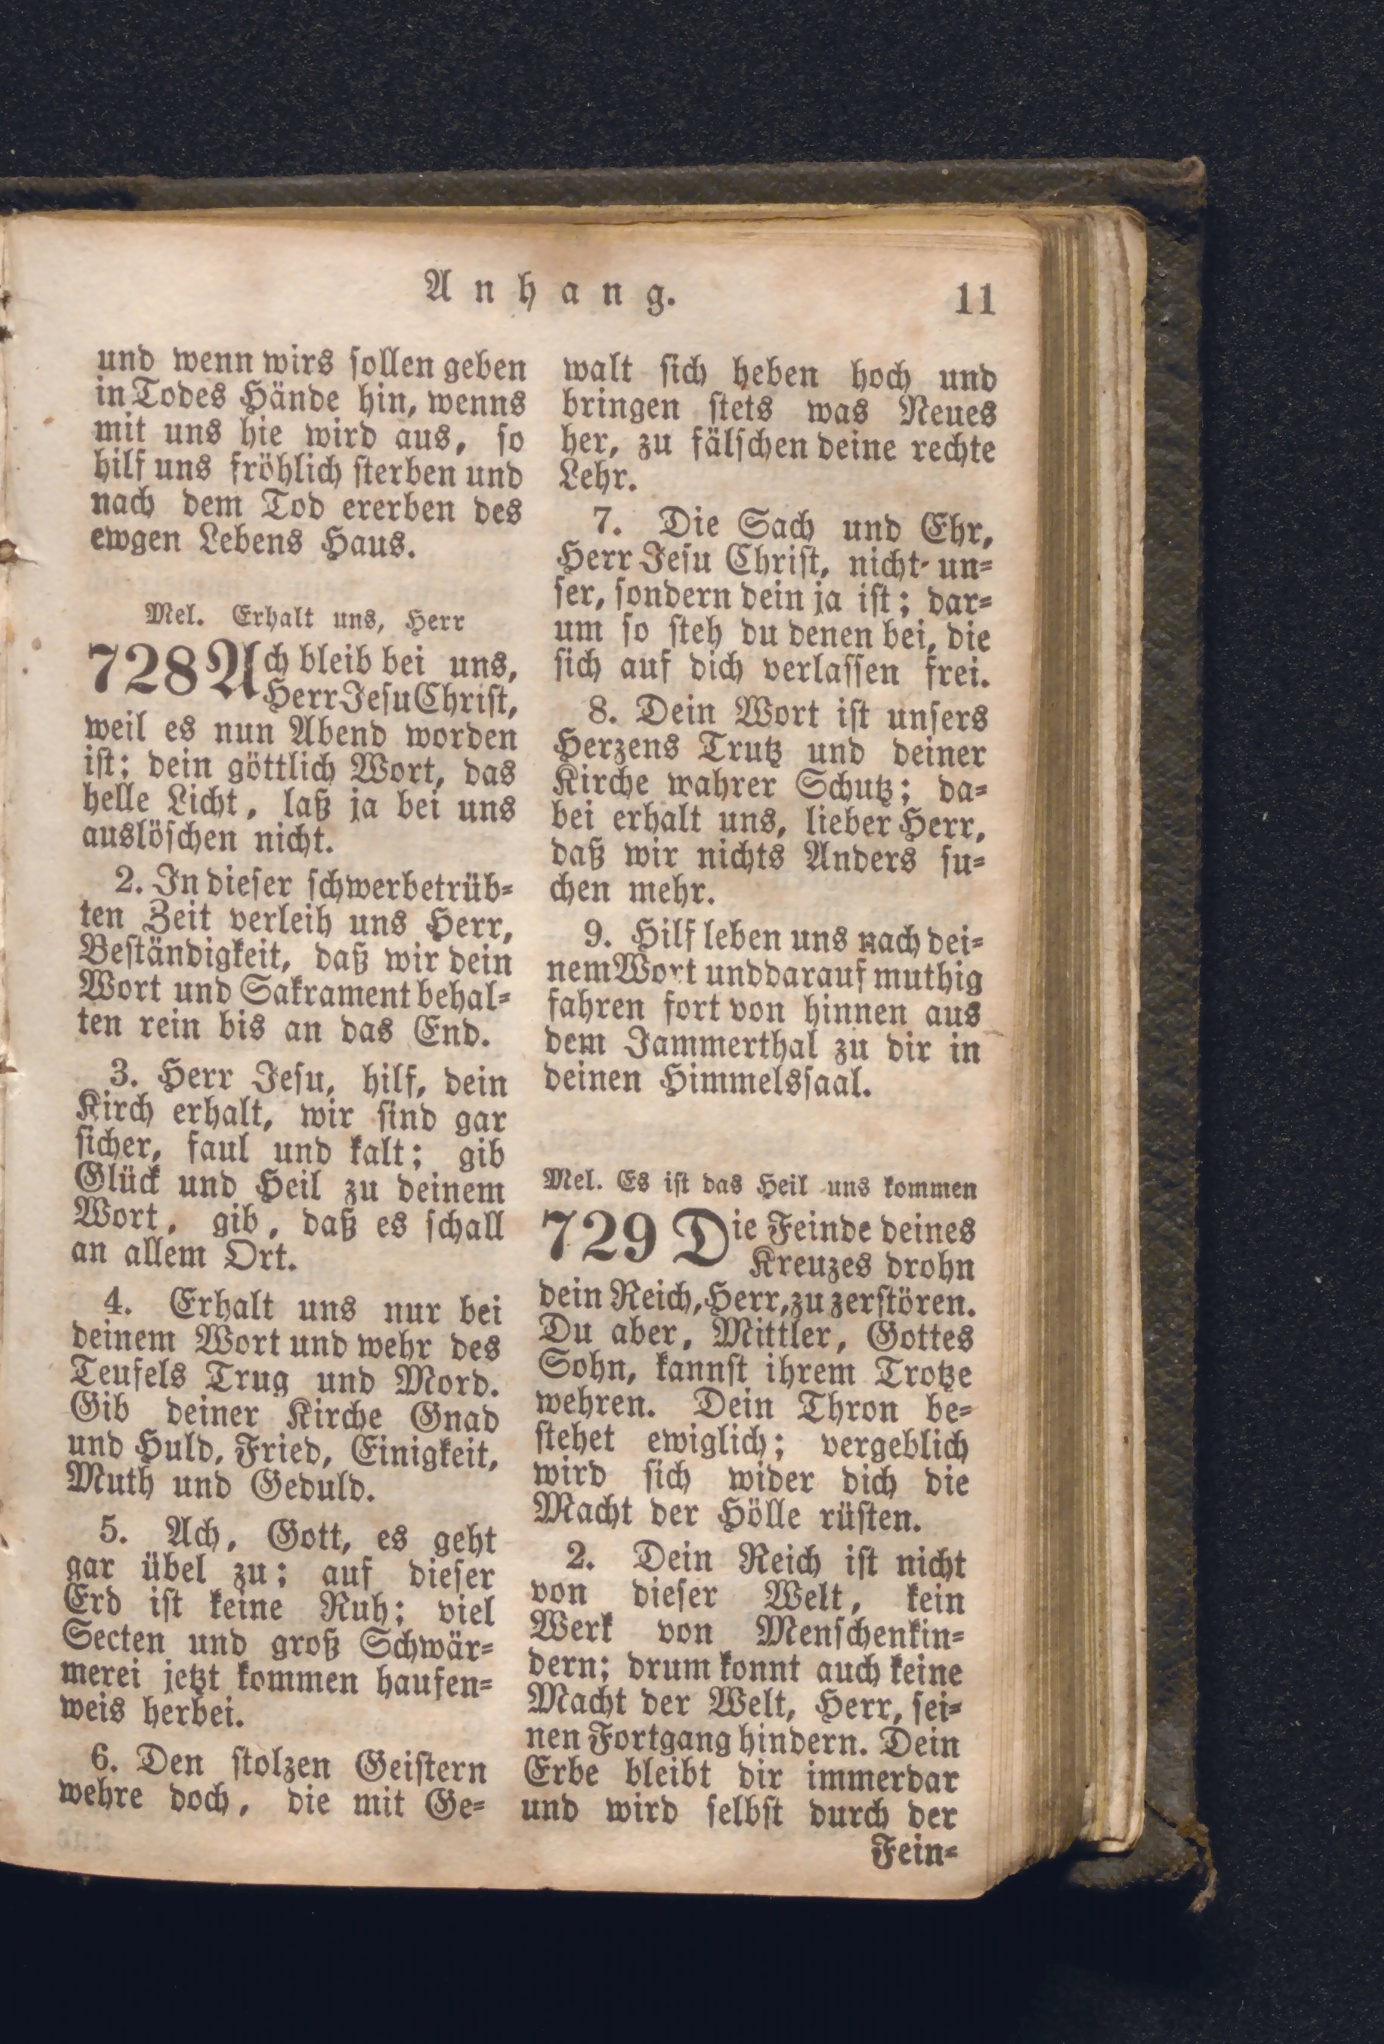 Anhang.
11
und wenn wirs sollen geben
in Todes Hände hin, wenns
mit uns hie wird aus, so
hilf uns fröhlich sterben und
nach dem Tod ererben des
ewgen Lebens Haus.
Mel. Erhalt uns, Herr
728 Ach bleib bei uns,
Herr Jesu Christ,
weil es nun Abend worden
ist; dein göttlich Wort, das
helle Licht, laß ja bei uns
auslöschen nicht.
2. In dieser schwerbetrüb=
ten Zeit verleih uns Herr,
Beständigkeit, daß wir dein
Wort und Sakrament behal=
ten rein bis an das End.
3. Herr Jesu, hilf, dein
Kirch erhalt, wir sind gar
sicher, faul und kalt; gib
Glück und Heil zu deinem
Wort, gib, daß es schall
an allem Ort.
4. Erhalt uns nur bei
deinem Wort und wehr des
Teufels Trug und Mord.
Gib deiner Kirche Gnad
und Huld, Fried, Einigkeit,
Muth und Geduld.
5. Ach, Gott, es geht
gar übel zu; auf dieser
Erd ist keine Ruh; viel
Secten und groß Schwär=
merei jetzt kommen haufen=
weis herbei.
6. Den stolzen Geistern
wehre doch, die mit Ge=
walt sich heben hoch und
bringen stets was Neues
her, zu fälschen deine rechte
Lehr.
7. Die Sach und Ehr,
Herr Jesu Christ, nicht un=
ser, sondern dein ja ist; dar=
um so steh du denen bei, die
sich auf dich verlassen frei.
8. Dein Wort ist unsers
Herzens Trutz und deiner
Kirche wahrer Schutz; da=
bei erhalt uns, lieber Herr,
daß wir nichts Anders su=
chen mehr.
9. Hilf leben uns nach dei=
nem Wort und darauf muthig
fahren fort von hinnen aus
dem Jammerthal zu dir in
deinen Himmelssaal.
Mel. Es ist das Heil uns kommen
729 Die Feinde deines
Kreuzes drohn
dein Reich, Herr, zu zerstören.
Du aber, Mittler, Gottes
Sohn, kannst ihrem Trotze
wehren. Dein Thron be=
stehet ewiglich; vergeblich
wird sich wider dich die
Macht der Hölle rüsten.
2. Dein Reich ist nicht
von dieser Welt, kein
Werk von Menschenkin=
dern; drum konnt auch keine
Macht der Welt, Herr, sei=
nen Fortgang hindern. Dein
Erbe bleibt dir immerdar
und wird selbst durch der
Fein=